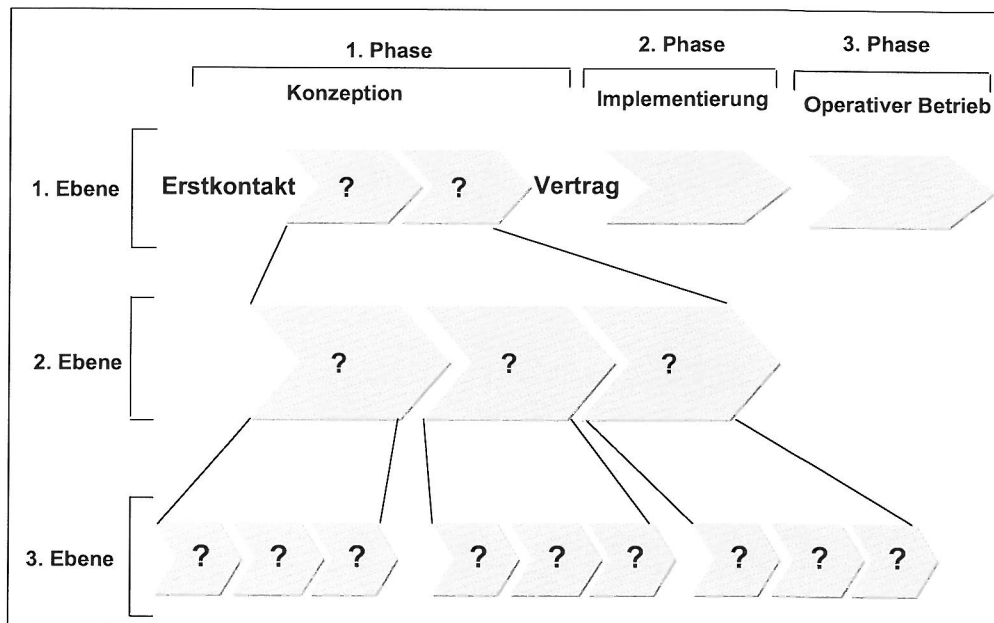 1. Phase
2. Phase
3. Phase
Konzeption
Implementierung
Operativer Betrieb
1. Ebene
Erstkontakt
?
?
Vertrag
2. Ebene
?
?
?
3. Ebene
?
?
?
?
?
?
?
?
?